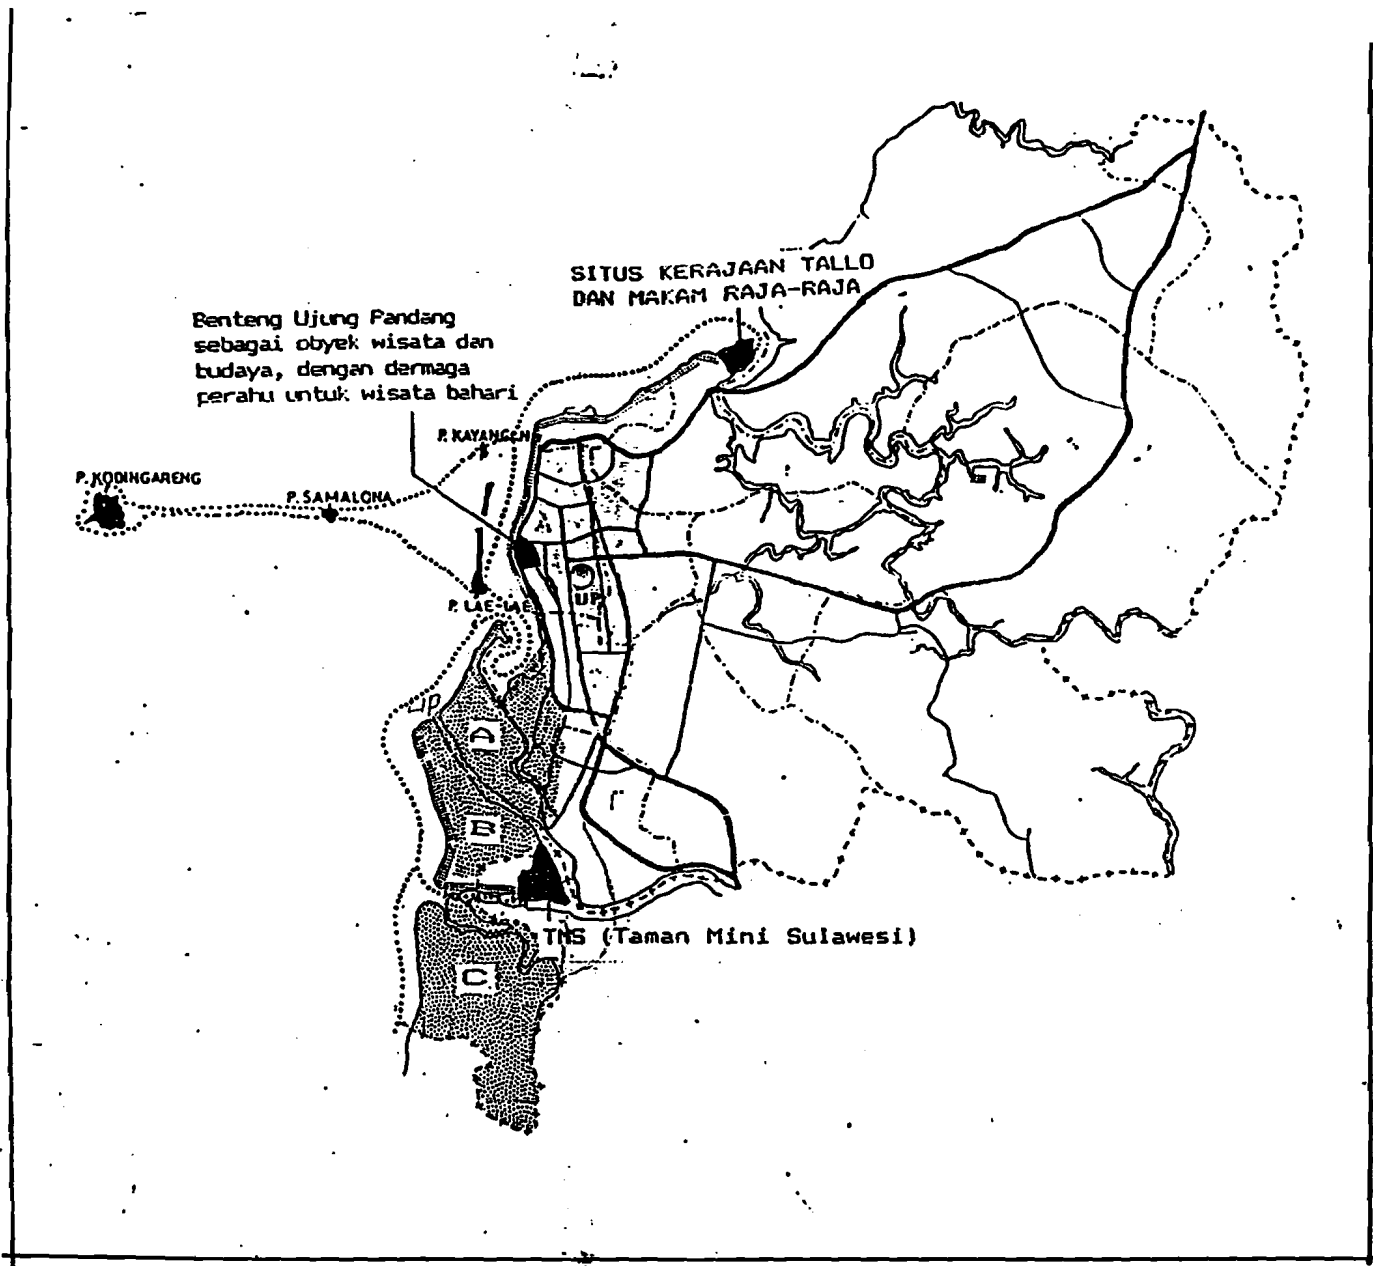 SITUS KERAJAAN TALLO
DAN MAKAM RAJA-RAJA
Benteng Ujung Pandang
sebagai obyek wisata dan
budaya, dengan dermaga
perahu untuk wisata bahari
P. KAYANGAN
P. KODINGARENG
P. SAMALONA
P. LAE-LAE
UP
UP
A
B
TMS (Taman Mini Sulawesi)
C